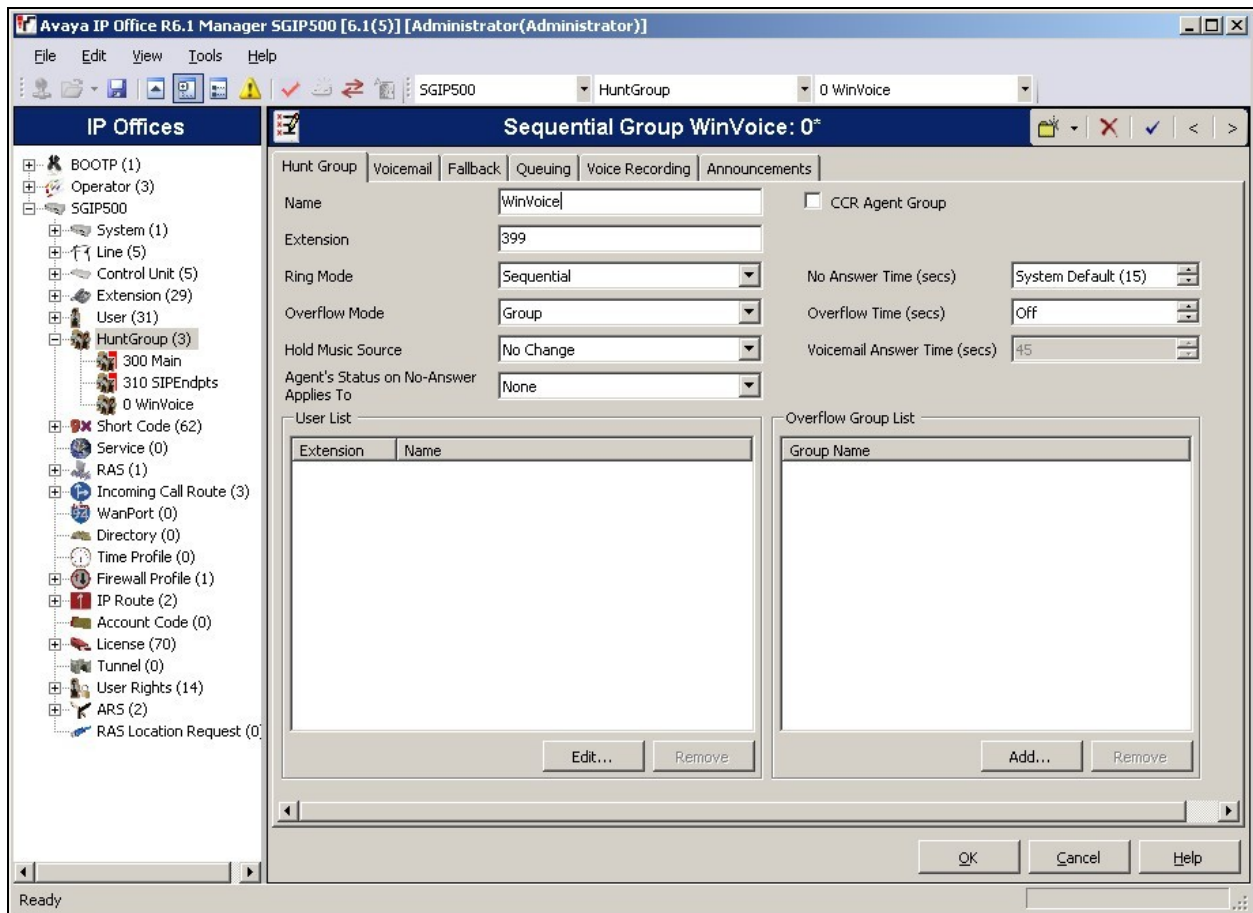 Avaya IP Office R6.1 Manager SGIP500 [6.1(5)] [Administrator(Administrator)]
File Edit View Tools Help
SGIP500 HuntGroup 0 WinVoice
IP Offices
BOOTP (1)
Operator (3)
SGIP500
System (1)
Line (5)
Control Unit (5)
Extension (29)
User (31)
HuntGroup (3)
300 Main
310 SIPEndpts
0 WinVoice
Short Code (62)
Service (0)
RAS (1)
Incoming Call Route (3)
WanPort (0)
Directory (0)
Time Profile (0)
Firewall Profile (1)
IP Route (2)
Account Code (0)
License (70)
Tunnel (0)
User Rights (14)
ARS (2)
RAS Location Request (0
Sequential Group WinVoice: 0*
Hunt Group Voicemail Fallback Queuing Voice Recording Announcements
Name WinVoice CCR Agent Group
Extension 399
Ring Mode Sequential No Answer Time (secs) System Default (15)
Overflow Mode Group Overflow Time (secs) Off
Hold Music Source No Change Voicemail Answer Time (secs) 45
Agent's Status on No-Answer
Applies To None
User List Overflow Group List
Extension Name Group Name
Edit... Remove Add... Remove
OK Cancel Help
Ready